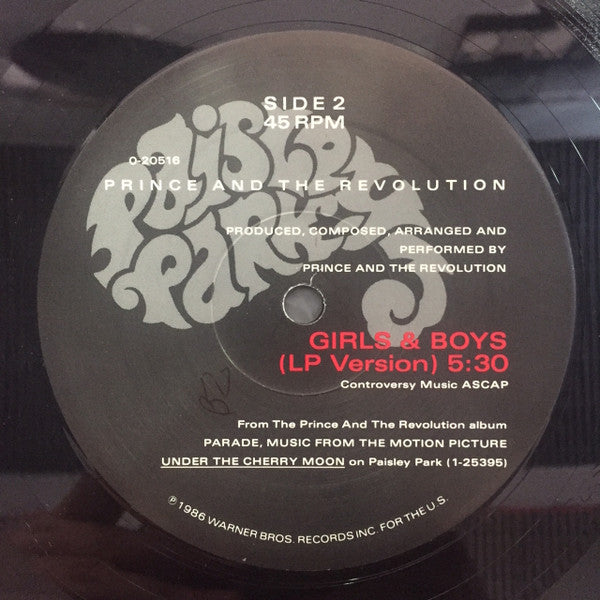 SIDE 2
45 RPM
0-20516
PAISLEY
PARK
PRINCE AND THE REVOLUTION
PRODUCED, COMPOSED, ARRANGED AND
PERFORMED BY
PRINCE AND THE REVOLUTION
GIRLS & BOYS
(LP Version) 5:30
Controversy Music ASCAP
From The Prince And The Revolution album
PARADE, MUSIC FROM THE MOTION PICTURE
UNDER THE CHERRY MOON on Paisley Park (1-25395)
℗ 1986 WARNER BROS. RECORDS INC. FOR THE U.S.